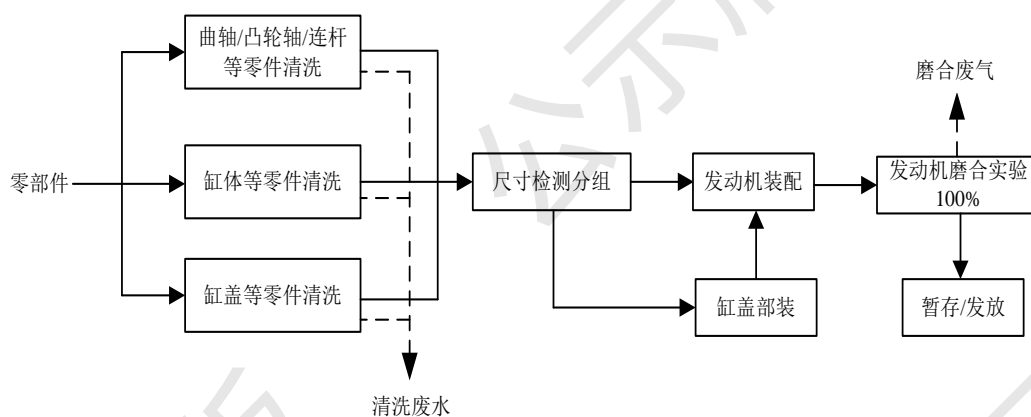 曲轴/凸轮轴/连杆
等零件清洗
磨合废气
零部件
缸体等零件清洗
尺寸检测分组
发动机装配
发动机磨合实验
100%
缸盖等零件清洗
缸盖部装
暂存/发放
清洗废水
公示